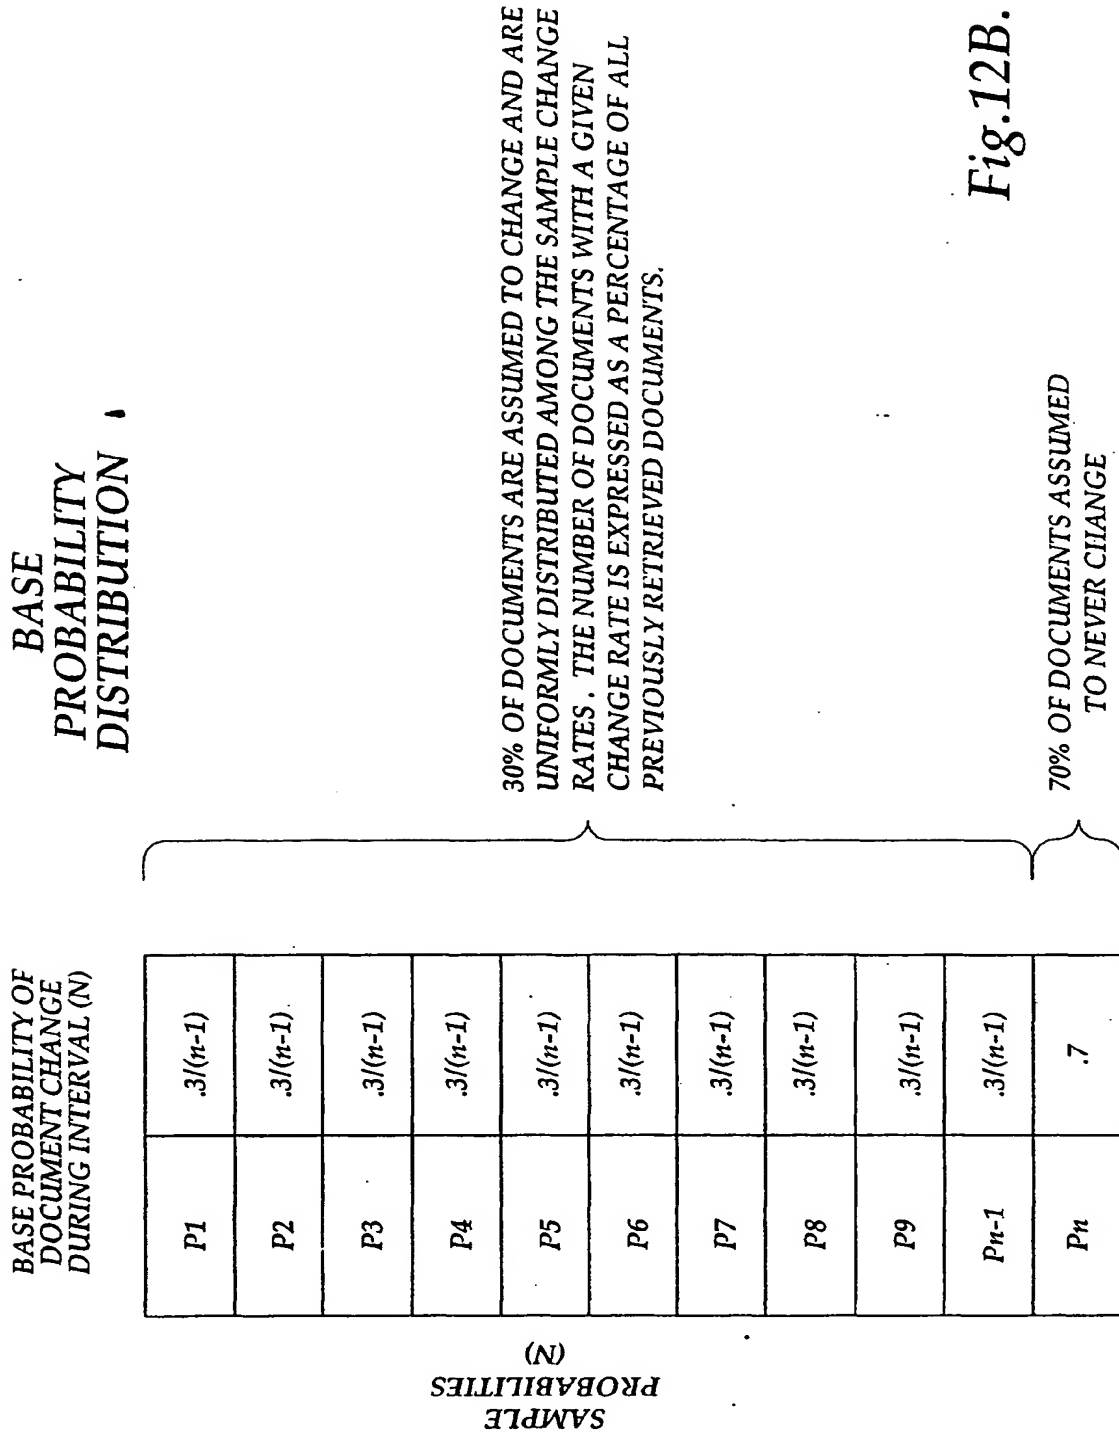 BASE
PROBABILITY
DISTRIBUTION
BASE PROBABILITY OF
DOCUMENT CHANGE
DURING INTERVAL (N)
SAMPLE
PROBABILITIES
(N)
P1 .3/(n-1)
P2 .3/(n-1)
P3 .3/(n-1)
P4 .3/(n-1)
P5 .3/(n-1)
P6 .3/(n-1)
P7 .3/(n-1)
P8 .3/(n-1)
P9 .3/(n-1)
Pn-1 .3/(n-1)
Pn .7
30% OF DOCUMENTS ARE ASSUMED TO CHANGE AND ARE
UNIFORMLY DISTRIBUTED AMONG THE SAMPLE CHANGE
RATES . THE NUMBER OF DOCUMENTS WITH A GIVEN
CHANGE RATE IS EXPRESSED AS A PERCENTAGE OF ALL
PREVIOUSLY RETRIEVED DOCUMENTS.
70% OF DOCUMENTS ASSUMED
TO NEVER CHANGE
Fig.12B.